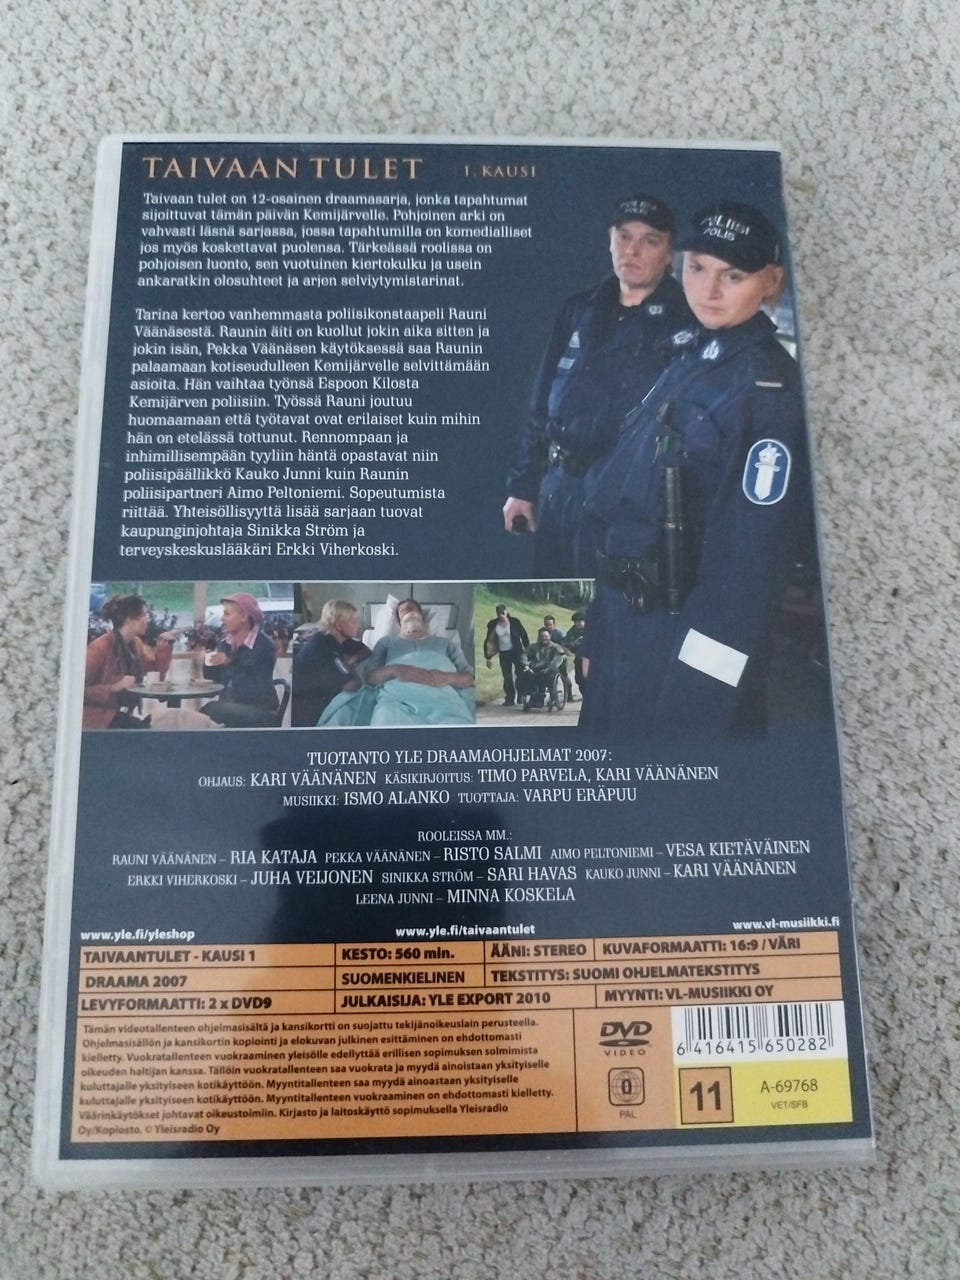 TAIVAAN TULET 1. KAUSI
Taivaan tulet on 12-osainen draamasarja, jonka tapahtumat
sijoittuvat tämän päivän Kemijärvelle. Pohjoinen arki on
vahvasti läsnä sarjassa, jossa tapahtumilla on komedialliset
jos myös koskettavat puolensa. Tärkeässä roolissa on
pohjoisen luonto, sen vuotuinen kiertokulku ja usein
ankaratkin olosuhteet ja arjen selviytymistarinat.
Tarina kertoo vanhemmasta poliisikonstaapeli Rauni
Väänäsestä. Raunin äiti on kuollut jokin aika sitten ja
jokin isän, Pekka Väänäsen käytöksessä saa Raunin
palaamaan kotiseudulleen Kemijärvelle selvittämään
asioita. Hän vaihtaa työnsä Espoon Kilosta
Kemijärven poliisiin. Työssä Rauni joutuu
huomaamaan että työtavat ovat erilaiset kuin mihin
hän on etelässä tottunut. Rennompaan ja
inhimillisempään tyyliin häntä opastavat niin
poliisipäällikkö Kauko Junni kuin Raunin
poliisipartneri Aimo Peltoniemi. Sopeutumista
riittää. Yhteisöllisyyttä lisää sarjaan tuovat
kaupunginjohtaja Sinikka Ström ja
terveyskeskuslääkäri Erkki Viherkoski.
POLIISI
POLIS
POLIISI
POLIS
TUOTANTO YLE DRAAMAOHJELMAT 2007:
OHJAUS: KARI VÄÄNÄNEN KÄSIKIRJOITUS: TIMO PARVELA, KARI VÄÄNÄNEN
MUSIIKKI: ISMO ALANKO TUOTTAJA: VARPU ERÄPUU
ROOLEISSA MM.:
RAUNI VÄÄNÄNEN – RIA KATAJA PEKKA VÄÄNÄNEN – RISTO SALMI AIMO PELTONIEMI – VESA KIETÄVÄINEN
ERKKI VIHERKOSKI – JUHA VEIJONEN SINIKKA STRÖM – SARI HAVAS KAUKO JUNNI – KARI VÄÄNÄNEN
LEENA JUNNI – MINNA KOSKELA
www.yle.fi/yleshop www.yle.fi/taivaantulet www.vl-musiikki.fi
TAIVAANTULET - KAUSI 1 KESTO: 560 min. ÄÄNI: STEREO KUVAFORMAATTI: 16:9 / VÄRI
DRAAMA 2007 SUOMENKIELINEN TEKSTITYS: SUOMI OHJELMATEKSTITYS
LEVYFORMAATTI: 2 x DVD9 JULKAISIJA: YLE EXPORT 2010 MYYNTI: VL-MUSIIKKI OY
Tämän videotallenteen ohjelmasisältä ja kansikortti on suojattu tekijänoikeuslain perusteella.
Ohjelmasisällön ja kansikortin kopiointi ja elokuvan julkinen esittäminen on ehdottomasti
kielletty. Vuokratallenteen vuokraaminen yleisölle edellyttää erillisen sopimuksen solmimista
oikeuden haltijan kanssa. Tällöin vuokratallenteen saa vuokrata ja myydä ainoistaan yksityiselle
kuluttajalle yksityiseen kotikäyttöön. Myyntitallenteen saa myydä ainoastaan yksityiselle
kuluttajalle yksityiseen kotikäyttöön. Myyntitallenteen vuokraaminen on ehdottomasti kielletty.
Väärinkäytökset johtavat oikeustoimiin. Kirjasto ja laitoskäyttö sopimuksella Yleisradio
Oy/Kopiosto. © Yleisradio Oy
DVD
VIDEO
0
PAL
6 416415 650282
11
A-69768
VET/SFB